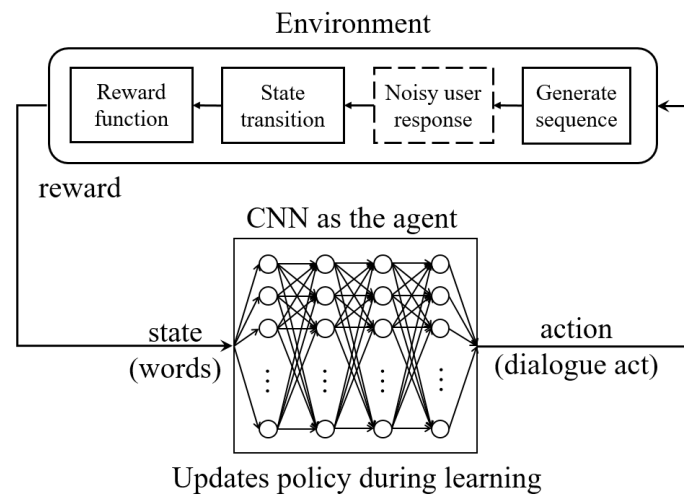 Environment
Reward
function
State
transition
Noisy user
response
Generate
sequence
reward
CNN as the agent
state
(words)
action
(dialogue act)
Updates policy during learning